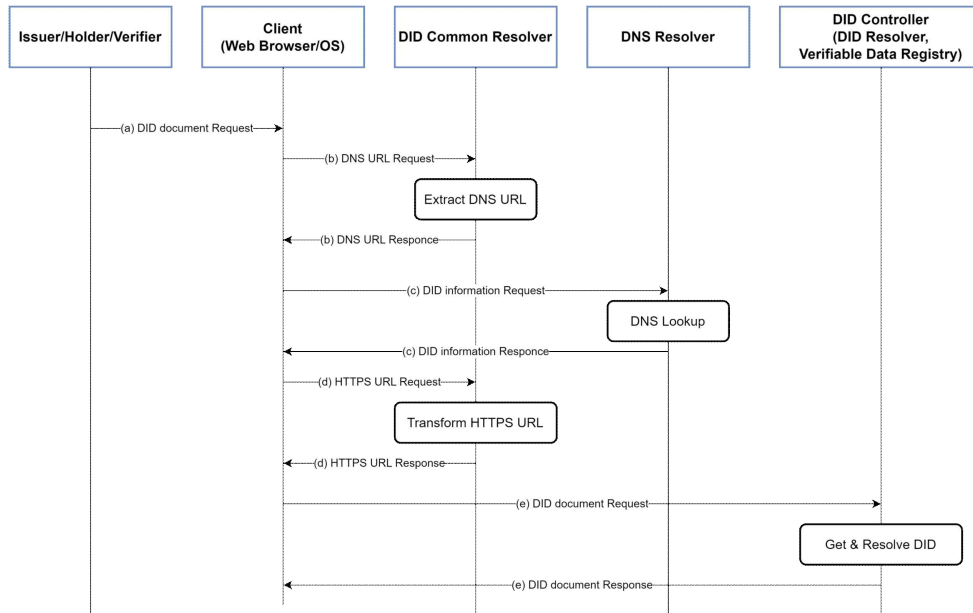 Issuer/Holder/Verifier
Client
(Web Browser/OS)
DID Common Resolver
DNS Resolver
DID Controller
(DID Resolver,
Verifiable Data Registry)
(a) DID document Request
(b) DNS URL Request
Extract DNS URL
(b) DNS URL Responce
(c) DID information Request
DNS Lookup
(c) DID information Responce
(d) HTTPS URL Request
Transform HTTPS URL
(d) HTTPS URL Response
(e) DID document Request
Get & Resolve DID
(e) DID document Response